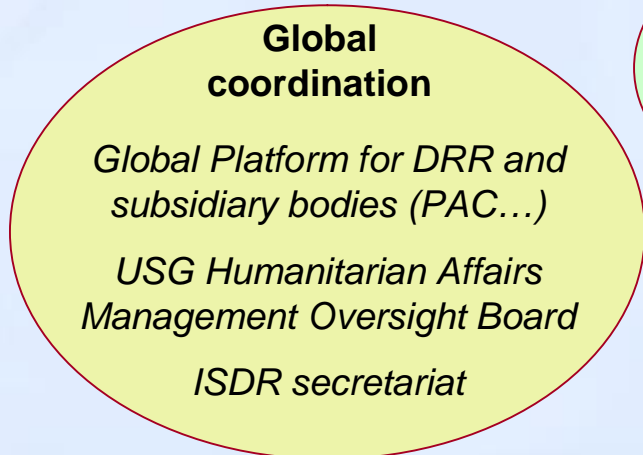 Global
coordination
Global Platform for DRR and
subsidiary bodies (PAC…)
USG Humanitarian Affairs
Management Oversight Board
ISDR secretariat